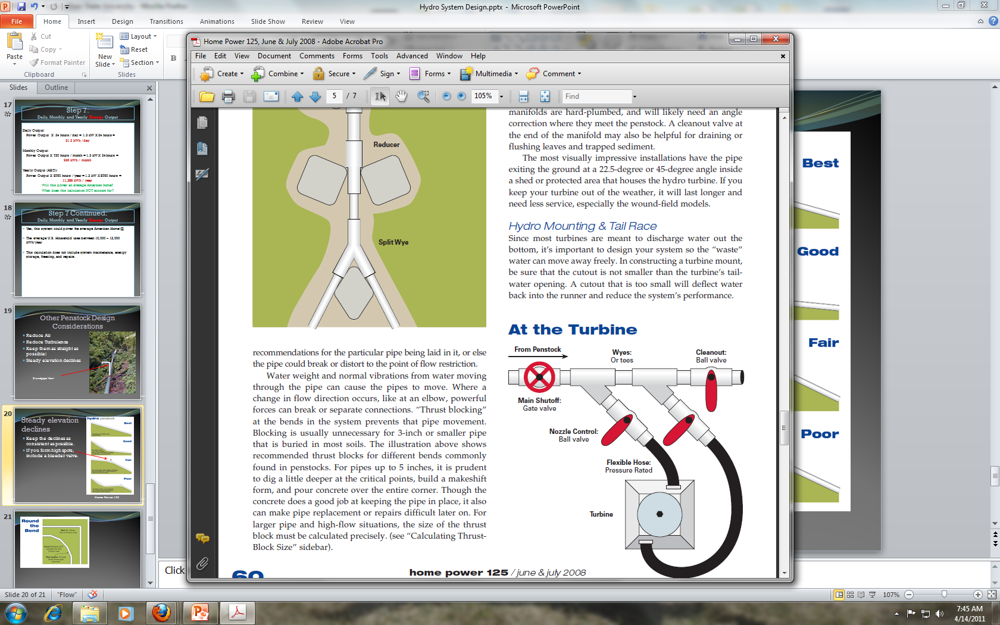 Hydro System Design.pptx - Microsoft PowerPoint
File Home Insert Design Transitions Animations Slide Show Review View
Paste
Cut
Copy
Format Painter
Clipboard
New
Slide
Layout
Reset
Section
Slides
B
Slides Outline
17
Step 7:
Daily, Monthly and Yearly Energy Output
Daily Output:
Power Output X 24 hours / day = 1.3 kW X 24 hours =
31.2 kWh /day
Monthly Output:
Power Output X 720 hours / month = 1.3 kW X 24 hours =
936 kWh / month
Yearly Output (AEO):
Power Output X 8760 hours / year = 1.3 kW X 8760 hours =
11,388 kWh / year
Will this power an average American home?
What does this calculation NOT account for?
18
Step 7 Continued:
Daily, Monthly and Yearly Energy Output
Yes, this system could power the average American Home!
The average U.S. Household uses between 10,000 – 12,000
kWh/year
This calculation does not include system maintenance, energy
storage, freezing, and repairs.
19
Other Penstock Design
Considerations
Reduce Air
Reduce Turbulence
Keep them as straight as
possible!
Steady elevation declines
Standpipe Vent
20
Steady elevation
declines
Keep the declines as
consistent as possible.
If you form high spots,
include a bleeder valve.
hydro penstock
Best
Good
Fair
Poor
Home Power 125
21
Round
the
Bend
Home Power 125, June & July 2008 - Adobe Acrobat Pro
File Edit View Document Comments Forms Tools Advanced Window Help
Create Combine Secure Sign Forms Multimedia Comment
5 / 7 105% Find
Reducer
Split Wye
recommendations for the particular pipe being laid in it, or else
the pipe could break or distort to the point of flow restriction.
Water weight and normal vibrations from water moving
through the pipe can cause the pipes to move. Where a
change in flow direction occurs, like at an elbow, powerful
forces can break or separate connections. “Thrust blocking”
at the bends in the system prevents that pipe movement.
Blocking is usually unnecessary for 3-inch or smaller pipe
that is buried in most soils. The illustration above shows
recommended thrust blocks for different bends commonly
found in penstocks. For pipes up to 5 inches, it is prudent
to dig a little deeper at the critical points, build a makeshift
form, and pour concrete over the entire corner. Though the
concrete does a good job at keeping the pipe in place, it also
can make pipe replacement or repairs difficult later on. For
larger pipe and high-flow situations, the size of the thrust
block must be calculated precisely. (see “Calculating Thrust-
Block Size” sidebar).
manifolds are hard-plumbed, and will likely need an angle
correction where they meet the penstock. A cleanout valve at
the end of the manifold may also be helpful for draining or
flushing leaves and trapped sediment.
The most visually impressive installations have the pipe
exiting the ground at a 22.5-degree or 45-degree angle inside
a shed or protected area that houses the hydro turbine. If you
keep your turbine out of the weather, it will last longer and
need less service, especially the wound-field models.
Hydro Mounting & Tail Race
Since most turbines are meant to discharge water out the
bottom, it’s important to design your system so the “waste”
water can move away freely. In constructing a turbine mount,
be sure that the cutout is not smaller than the turbine’s tail-
water opening. A cutout that is too small will deflect water
back into the runner and reduce the system’s performance.
At the Turbine
From Penstock
Wyes:
Or tees
Cleanout:
Ball valve
Main Shutoff:
Gate valve
Nozzle Control:
Ball valve
Flexible Hose:
Pressure Rated
Turbine
60
home power 125 / june & july 2008
Best
Good
Fair
Poor
Click
Slide 20 of 21 "Flow" 107%
7:45 AM
4/14/2011